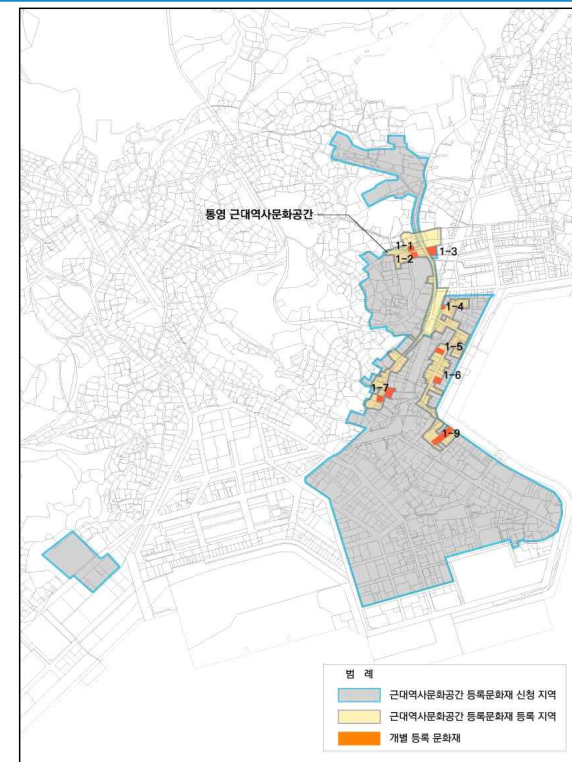 통영 근대역사문화공간
1-1
1-2
1-3
1-4
1-5
1-6
1-7
1-9
범 례
근대역사문화공간 등록문화재 신청 지역
근대역사문화공간 등록문화재 등록 지역
개별 등록 문화재